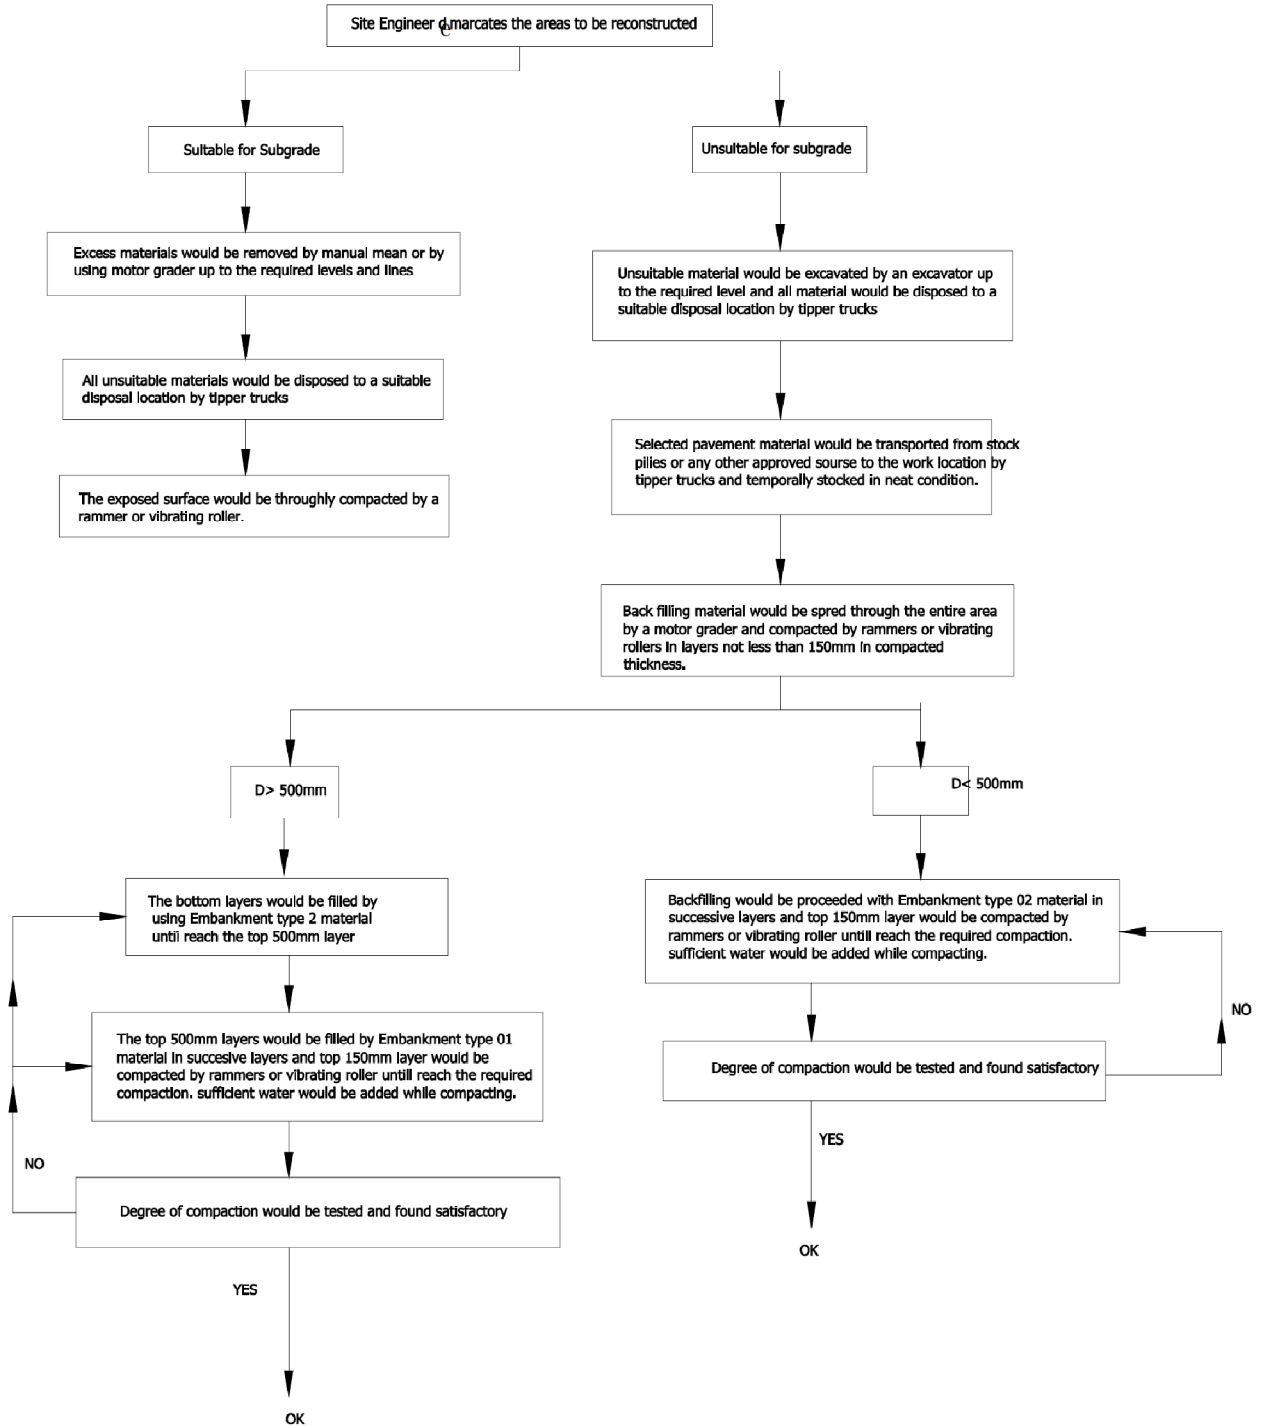 Site Engineer demarcates the areas to be reconstructed
Suitable for Subgrade
Unsuitable for subgrade
Excess materials would be removed by manual mean or by
using motor grader up to the required levels and lines
Unsuitable material would be excavated by an excavator up
to the required level and all material would be disposed to a
suitable disposal location by tipper trucks
All unsuitable materials would be disposed to a suitable
disposal location by tipper trucks
Selected pavement material would be transported from stock
pilies or any other approved sourse to the work location by
tipper trucks and temporally stocked in neat condition.
The exposed surface would be throughly compacted by a
rammer or vibrating roller.
Back filling material would be spred through the entire area
by a motor grader and compacted by rammers or vibrating
rollers in layers not less than 150mm in compacted
thickness.
D> 500mm
D< 500mm
The bottom layers would be filled by
using Embankment type 2 material
until reach the top 500mm layer
Backfilling would be proceeded with Embankment type 02 material in
successive layers and top 150mm layer would be compacted by
rammers or vibrating roller untill reach the required compaction.
sufficient water would be added while compacting.
NO
The top 500mm layers would be filled by Embankment type 01
material in succesive layers and top 150mm layer would be
compacted by rammers or vibrating roller untill reach the required
compaction. sufficient water would be added while compacting.
Degree of compaction would be tested and found satisfactory
YES
NO
Degree of compaction would be tested and found satisfactory
OK
YES
OK